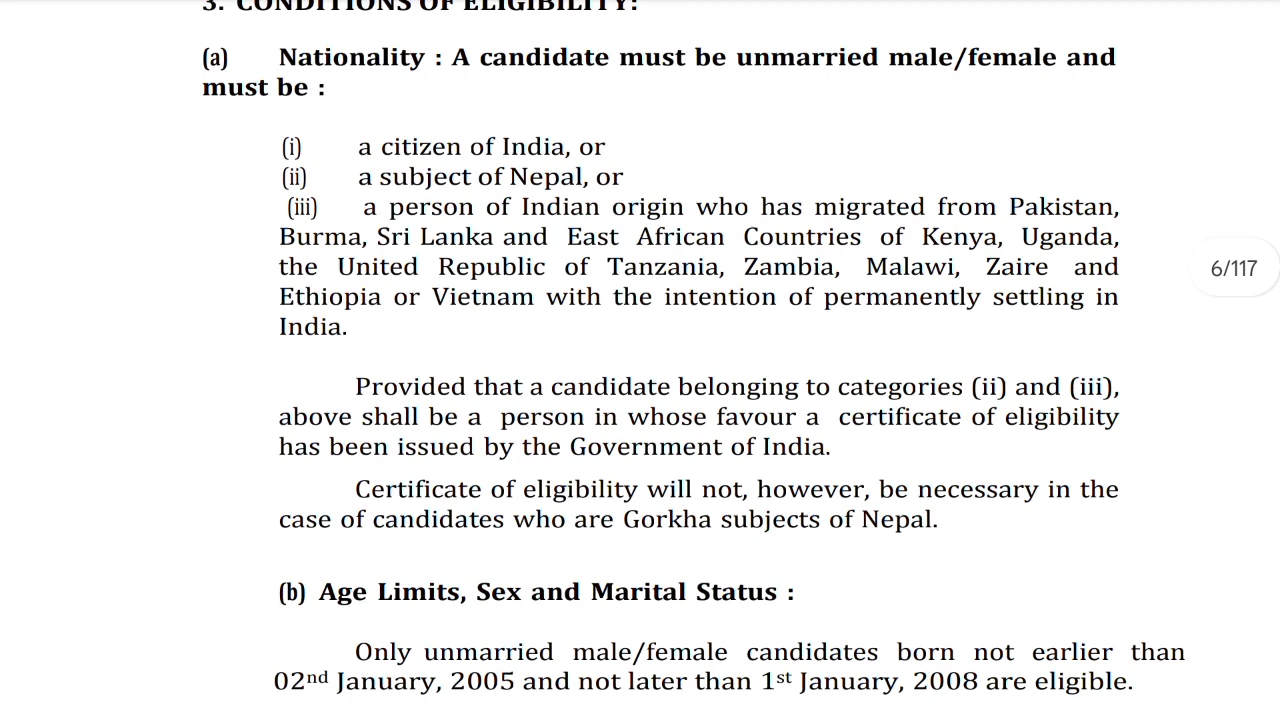 3. CONDITIONS OF ELIGIBILITY:
(a) Nationality : A candidate must be unmarried male/female and
must be :
(i) a citizen of India, or
(ii) a subject of Nepal, or
(iii) a person of Indian origin who has migrated from Pakistan,
Burma, Sri Lanka and East African Countries of Kenya, Uganda,
the United Republic of Tanzania, Zambia, Malawi, Zaire and
Ethiopia or Vietnam with the intention of permanently settling in
India.
6/117
Provided that a candidate belonging to categories (ii) and (iii),
above shall be a person in whose favour a certificate of eligibility
has been issued by the Government of India.
Certificate of eligibility will not, however, be necessary in the
case of candidates who are Gorkha subjects of Nepal.
(b) Age Limits, Sex and Marital Status :
Only unmarried male/female candidates born not earlier than
02nd January, 2005 and not later than 1st January, 2008 are eligible.